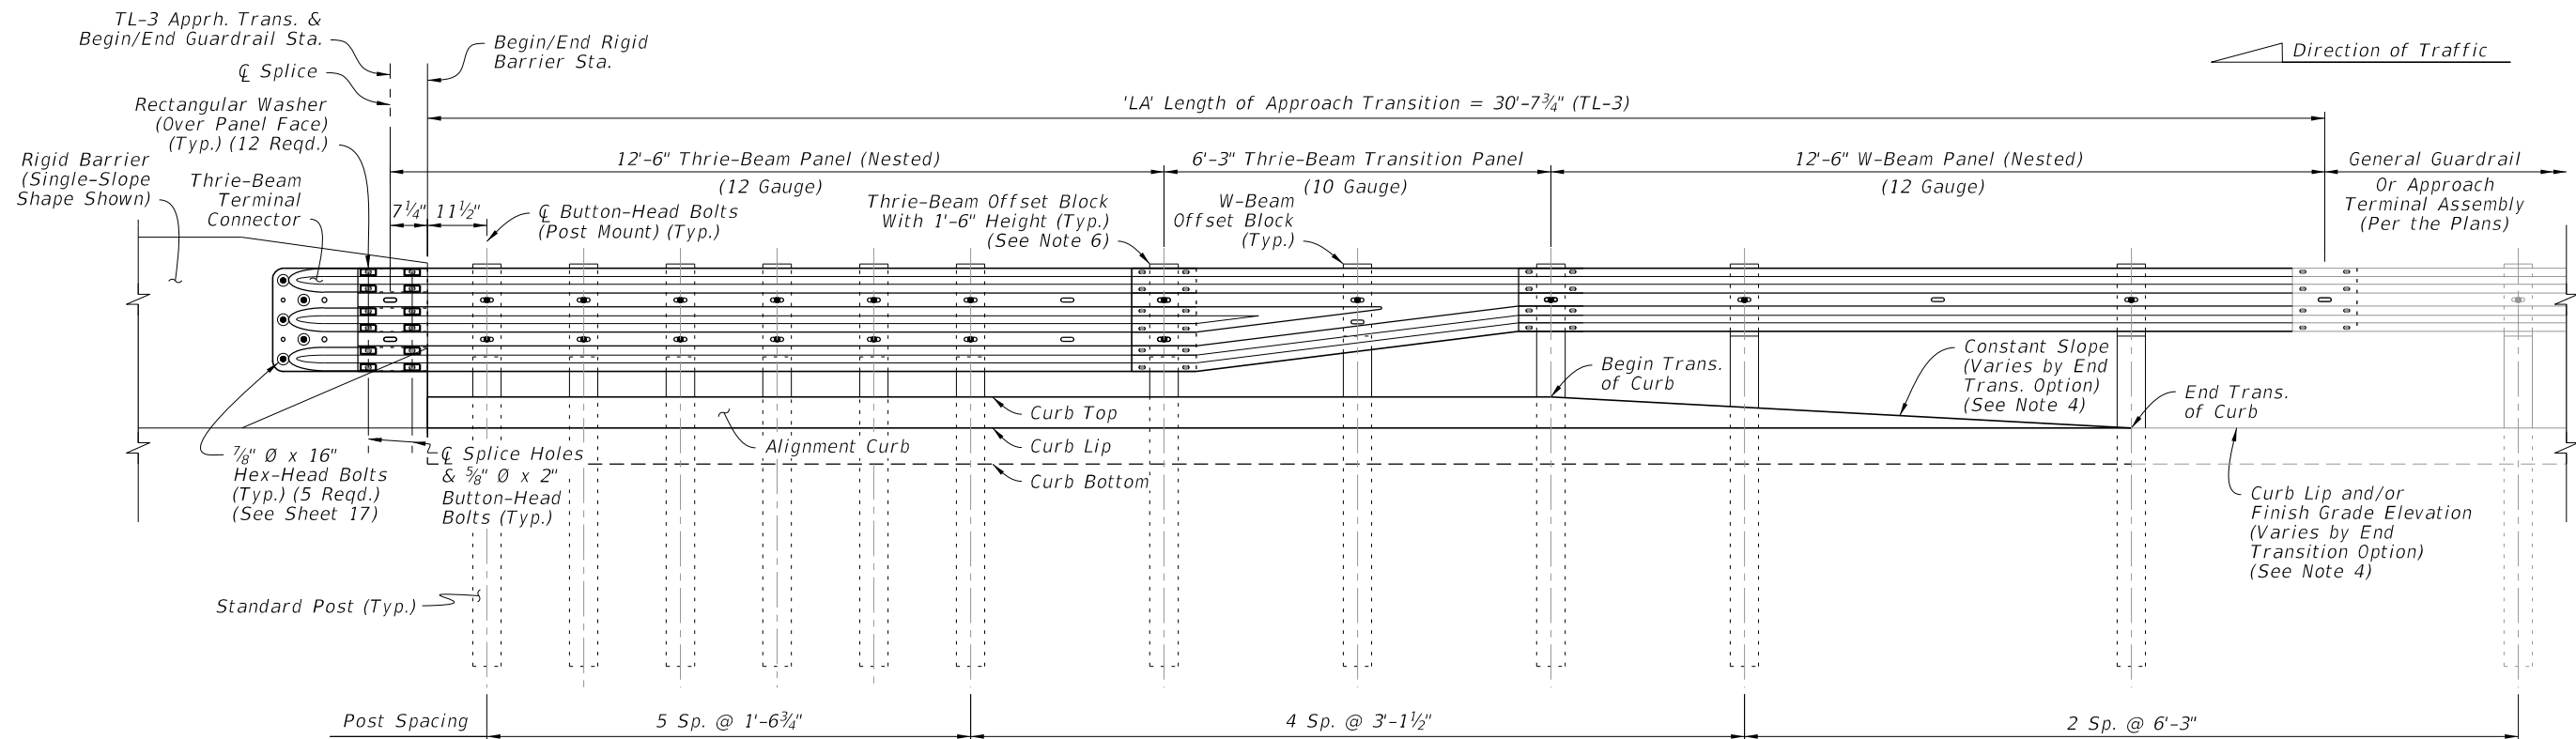 TL-3 Apprh. Trans. &
Begin/End Guardrail Sta.
℄ Splice
Begin/End Rigid
Barrier Sta.
Direction of Traffic
Rectangular Washer
(Over Panel Face)
(Typ.) (12 Reqd.)
'LA' Length of Approach Transition = 30'-7¾" (TL-3)
Rigid Barrier
(Single-Slope
Shape Shown)
Thrie-Beam
Terminal
Connector
12'-6" Thrie-Beam Panel (Nested)
(12 Gauge)
6'-3" Thrie-Beam Transition Panel
(10 Gauge)
12'-6" W-Beam Panel (Nested)
(12 Gauge)
General Guardrail
Or Approach
Terminal Assembly
(Per the Plans)
7¼"
11½"
℄ Button-Head Bolts
(Post Mount) (Typ.)
Thrie-Beam Offset Block
With 1'-6" Height (Typ.)
(See Note 6)
W-Beam
Offset Block
(Typ.)
Begin Trans.
of Curb
Constant Slope
(Varies by End
Trans. Option)
(See Note 4)
End Trans.
of Curb
Curb Top
Alignment Curb
Curb Lip
Curb Bottom
⅞" Ø x 16"
Hex-Head Bolts
(Typ.) (5 Reqd.)
(See Sheet 17)
℄ Splice Holes
& ⅝" Ø x 2"
Button-Head
Bolts (Typ.)
Curb Lip and/or
Finish Grade Elevation
(Varies by End
Transition Option)
(See Note 4)
Standard Post (Typ.)
Post Spacing
5 Sp. @ 1'-6¾"
4 Sp. @ 3'-1½"
2 Sp. @ 6'-3"